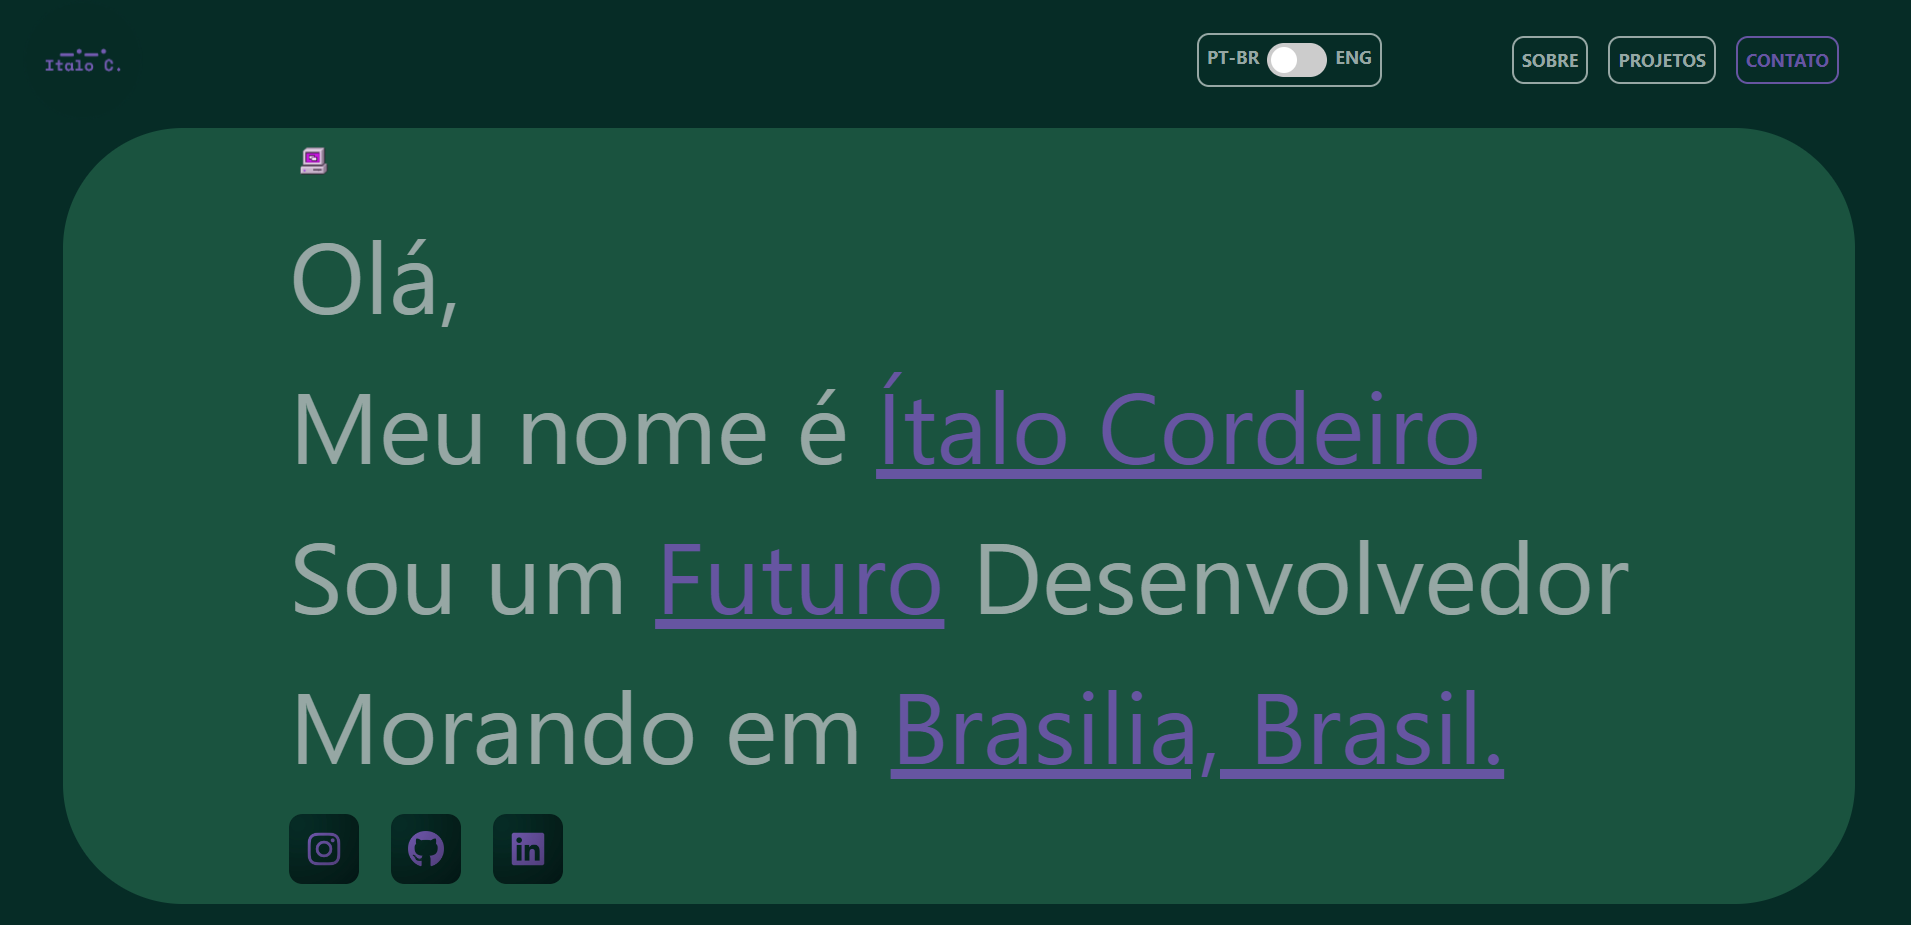 Italo C.
PT-BR ENG
SOBRE PROJETOS CONTATO
Olá,
Meu nome é Ítalo Cordeiro
Sou um Futuro Desenvolvedor
Morando em Brasilia, Brasil.
in